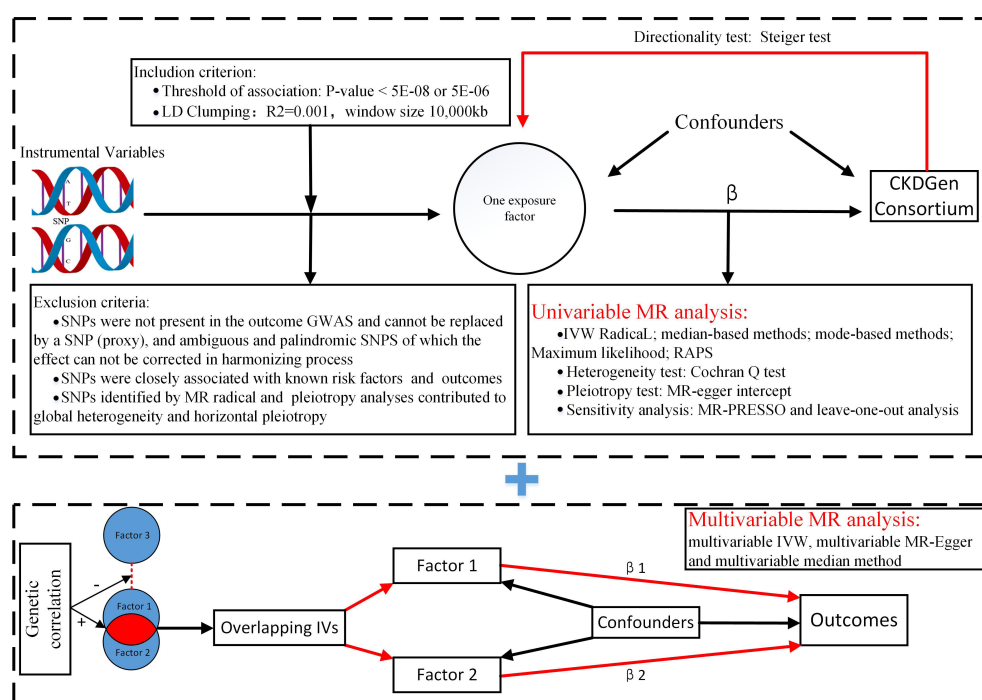 Directionality test: Steiger test
Includion criterion:
●Threshold of association: P-value < 5E-08 or 5E-06
●LD Clumping：R2=0.001，window size 10,000kb
Confounders
Instrumental Variables
A
T
SNP
G
C
One exposure
factor
β
CKDGen
Consortium
Exclusion criteria:
●SNPs were not present in the outcome GWAS and cannot be replaced
by a SNP (proxy), and ambiguous and palindromic SNPS of which the
effect can not be corrected in harmonizing process
●SNPs were closely associated with known risk factors and outcomes
●SNPs identified by MR radical and pleiotropy analyses contributed to
global heterogeneity and horizontal pleiotropy
Univariable MR analysis:
●IVW RadicaL; median-based methods; mode-based methods;
Maximum likelihood; RAPS
●Heterogeneity test: Cochran Q test
●Pleiotropy test: MR-egger intercept
●Sensitivity analysis: MR-PRESSO and leave-one-out analysis
+
Genetic
correlation
-
+
Factor 3
Factor 1
Factor 2
Overlapping IVs
Factor 1
Factor 2
Confounders
β1
β2
Outcomes
Multivariable MR analysis:
multivariable IVW, multivariable MR-Egger
and multivariable median method